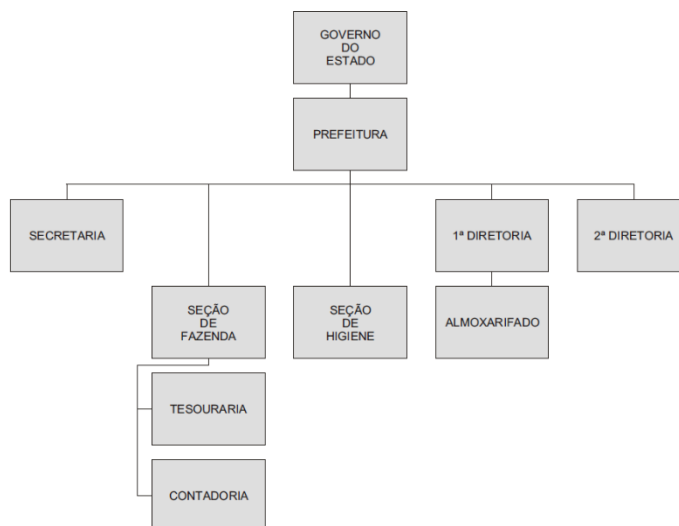 GOVERNO
DO
ESTADO
PREFEITURA
SECRETARIA
1ª DIRETORIA
2ª DIRETORIA
SEÇÃO
DE
FAZENDA
SEÇÃO
DE
HIGIENE
ALMOXARIFADO
TESOURARIA
CONTADORIA